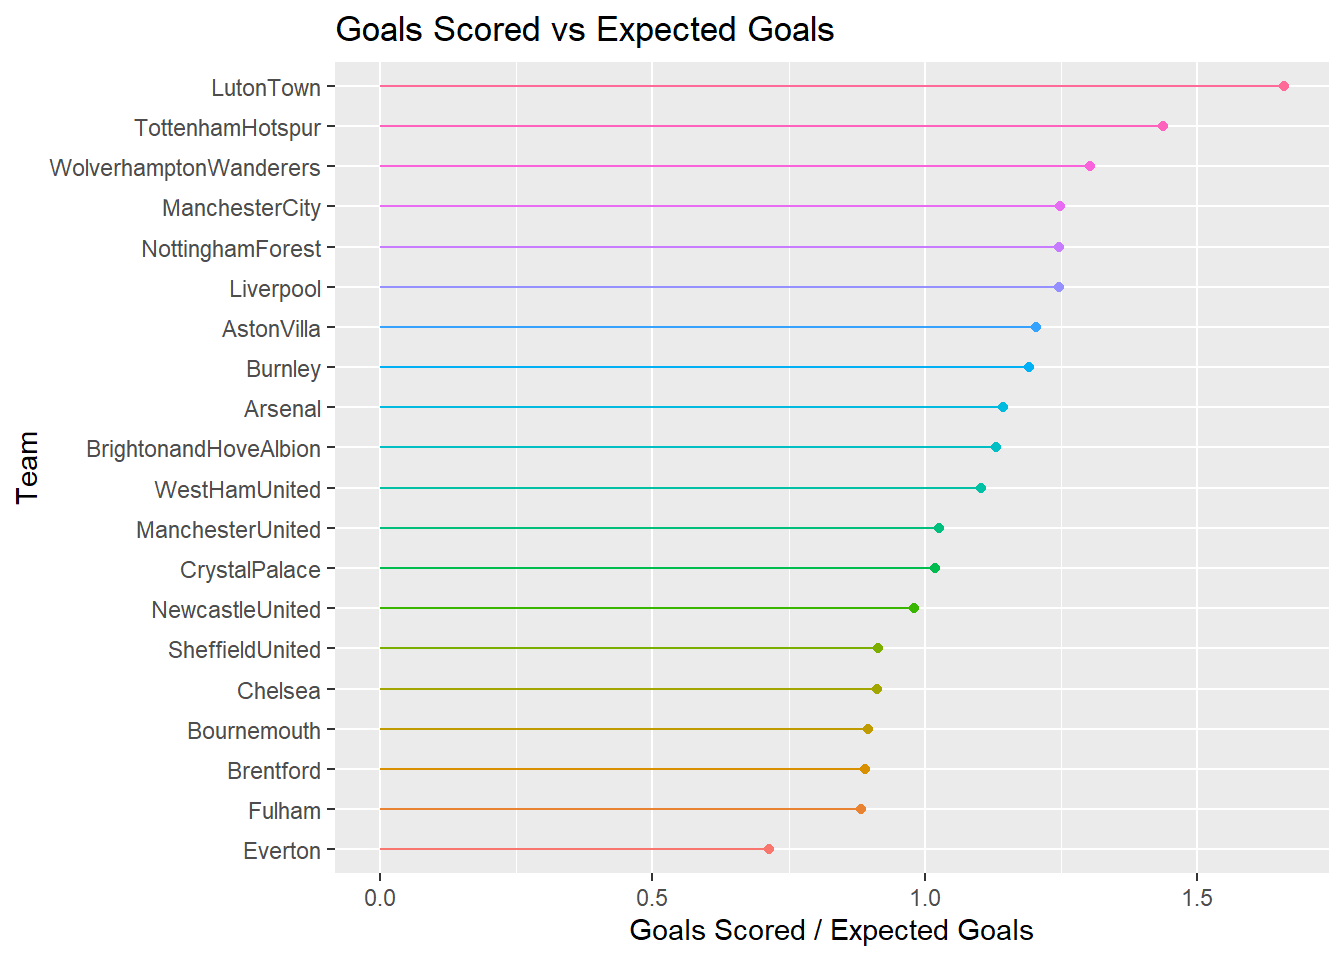 Goals Scored vs Expected Goals
LutonTown
TottenhamHotspur
WolverhamptonWanderers
ManchesterCity
NottinghamForest
Liverpool
AstonVilla
Burnley
Arsenal
BrightonandHoveAlbion
WestHamUnited
ManchesterUnited
CrystalPalace
NewcastleUnited
SheffieldUnited
Chelsea
Bournemouth
Brentford
Fulham
Everton
Team
0.0 0.5 1.0 1.5
Goals Scored / Expected Goals